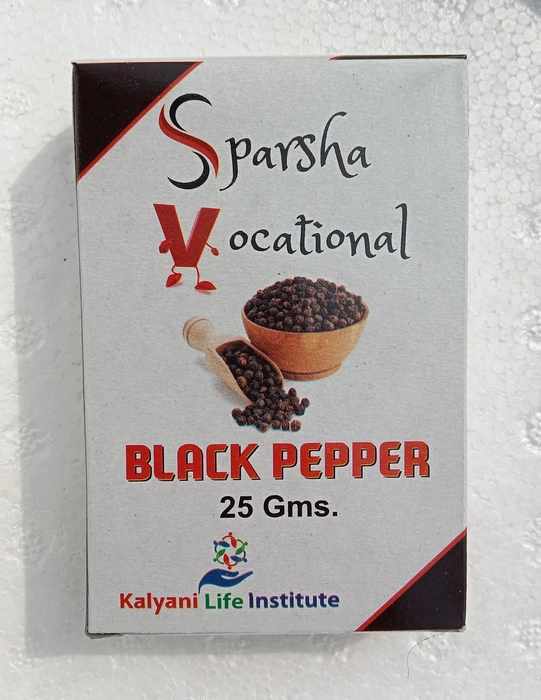 Sparsha
Vocational
BLACK PEPPER
25 Gms.
Kalyani Life Institute